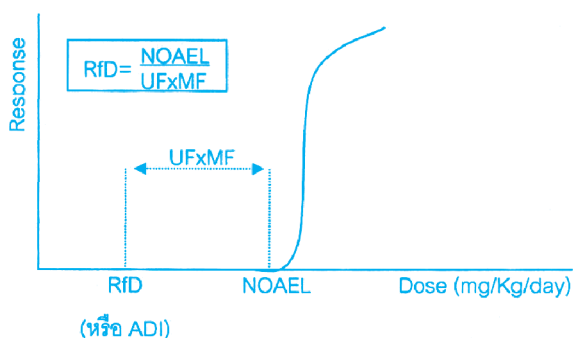 Response
RfD= NOAEL
UFxMF
UFxMF
RfD
NOAEL
Dose (mg/Kg/day)
(หรือ ADI)